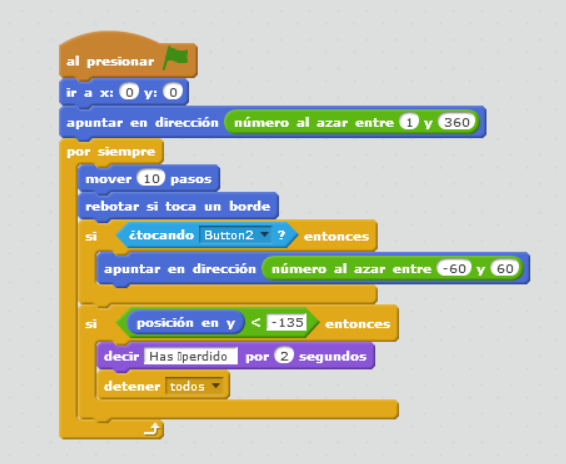 al presionar
ir a x: 0 y: 0
apuntar en dirección número al azar entre 1 y 360
por siempre
mover 10 pasos
rebotar si toca un borde
si ¿tocando Button2 ? entonces
apuntar en dirección número al azar entre -60 y 60
si posición en y < -135 entonces
decir Has perdido por 2 segundos
detener todos